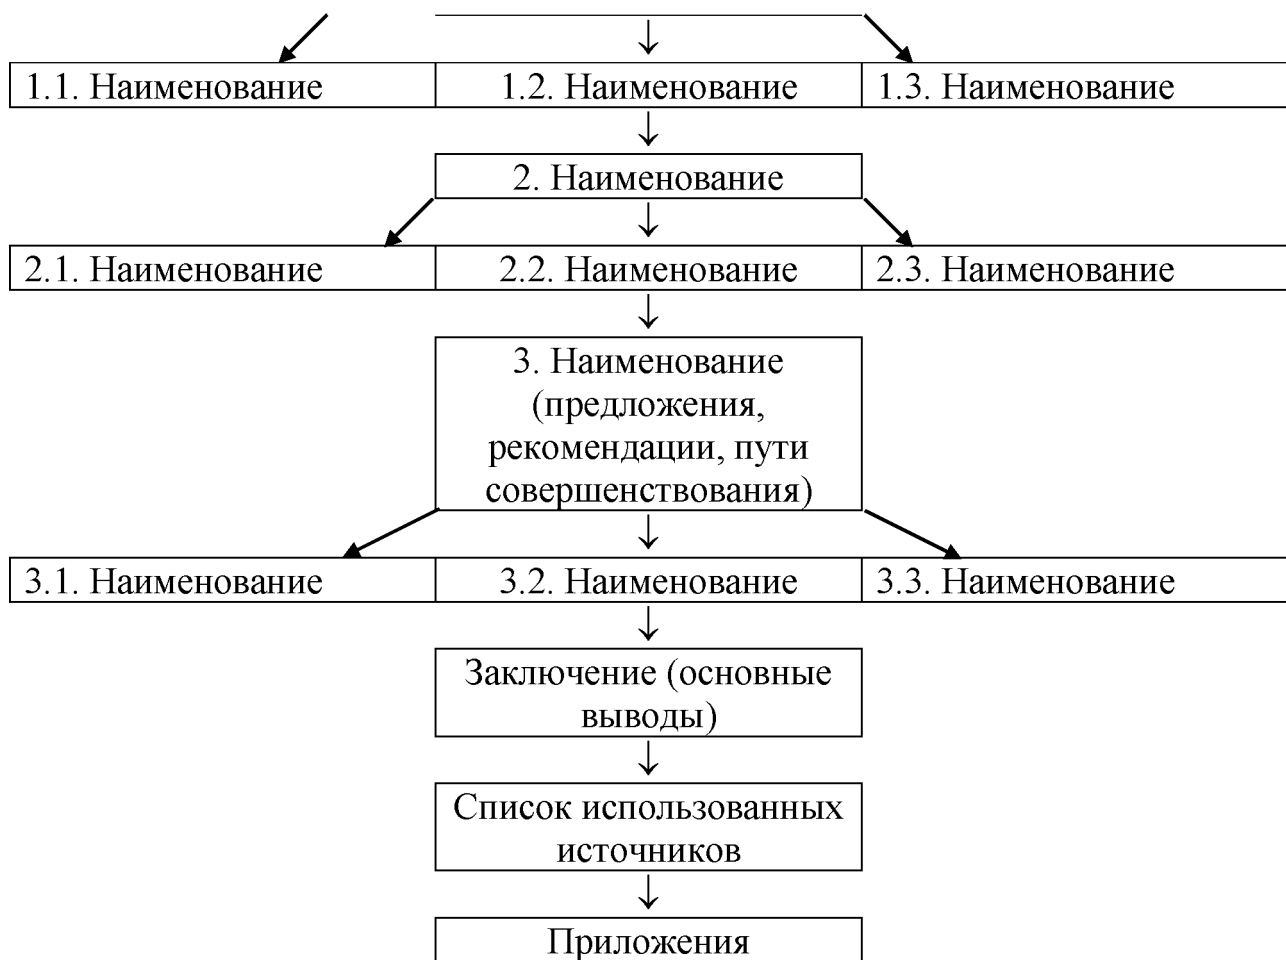 1.1. Наименование
1.2. Наименование
1.3. Наименование
2. Наименование
2.1. Наименование
2.2. Наименование
2.3. Наименование
3. Наименование
(предложения,
рекомендации, пути
совершенствования)
3.1. Наименование
3.2. Наименование
3.3. Наименование
Заключение (основные
выводы)
Список использованных
источников
Приложения